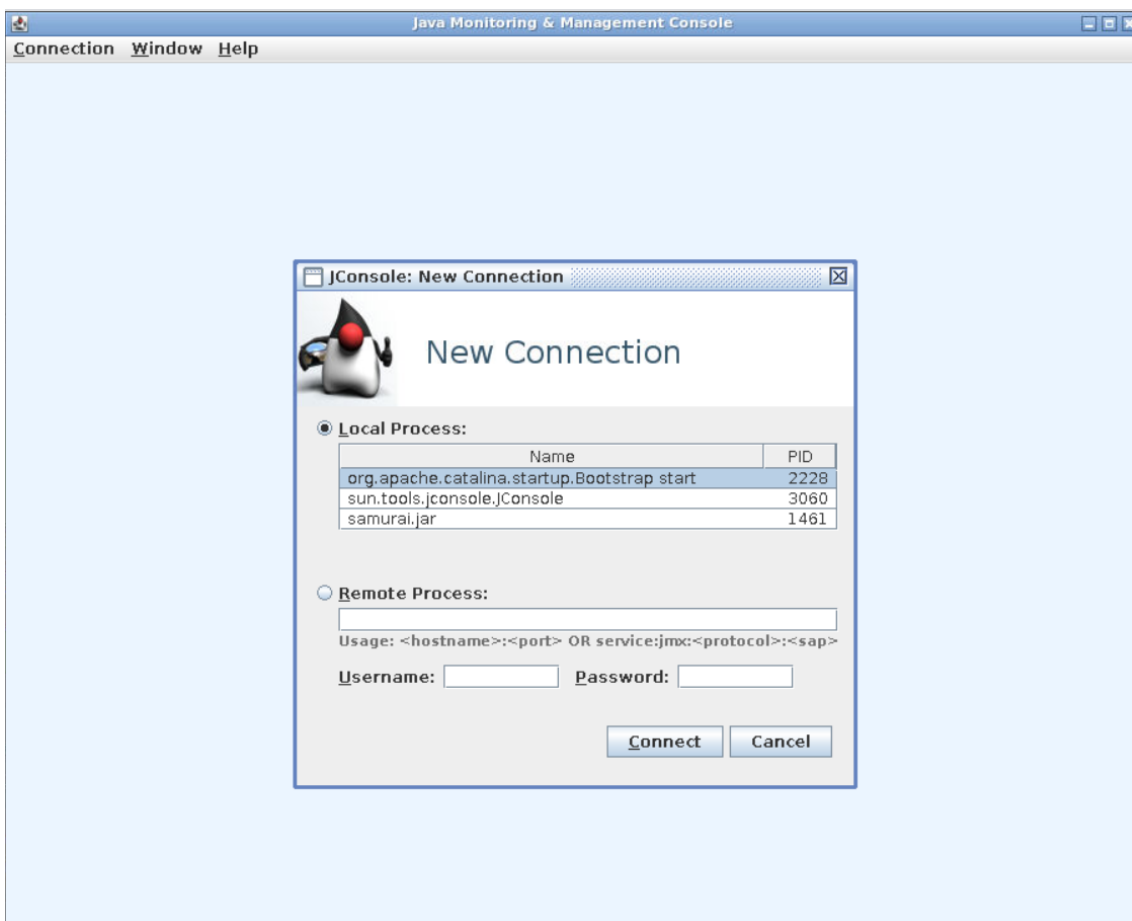 Java Monitoring & Management Console
Connection Window Help
JConsole: New Connection
New Connection
Local Process:
Name PID
org.apache.catalina.startup.Bootstrap start 2228
sun.tools.jconsole.JConsole 3060
samurai.jar 1461
Remote Process:
Usage: <hostname>:<port> OR service:jmx:<protocol>:<sap>
Username: Password:
Connect Cancel